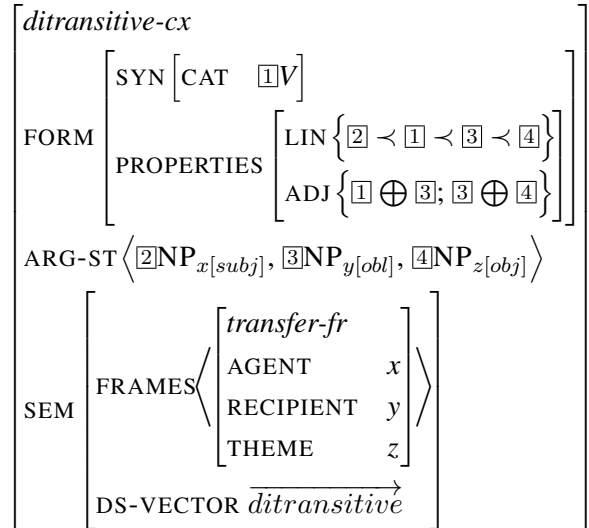 ditransitive-cx
SYN [CAT 1 V]
FORM
PROPERTIES
LIN {2 ≺ 1 ≺ 3 ≺ 4}
ADJ {1 ⊕ 3; 3 ⊕ 4}
ARG-ST ⟨2 NP x[subj], 3 NP y[obl], 4 NP z[obj]⟩
SEM
FRAMES
transfer-fr
AGENT x
RECIPIENT y
THEME z
DS-VECTOR ditransitive